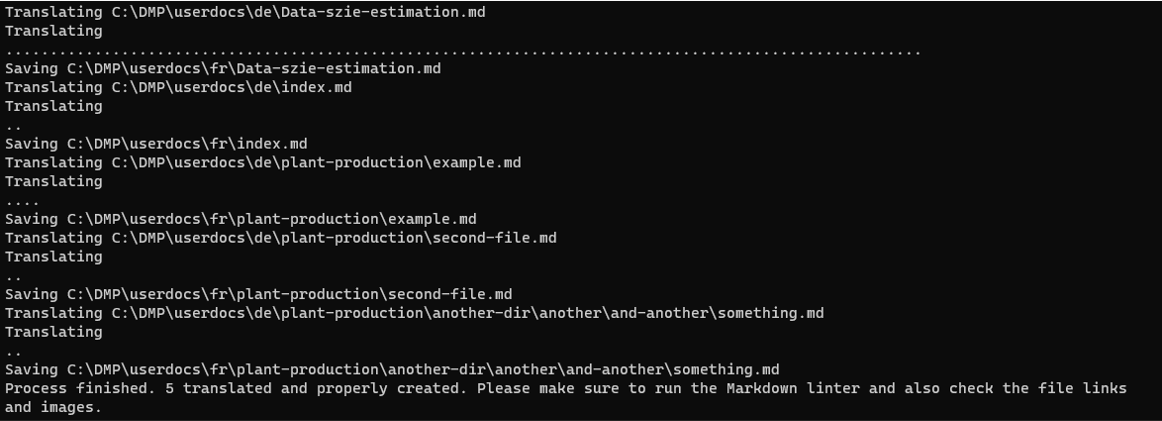 Translating C:\DMP\userdocs\de\Data-szie-estimation.md
Translating
.......................................................................................................
Saving C:\DMP\userdocs\fr\Data-szie-estimation.md
Translating C:\DMP\userdocs\de\index.md
Translating
..
Saving C:\DMP\userdocs\fr\index.md
Translating C:\DMP\userdocs\de\plant-production\example.md
Translating
....
Saving C:\DMP\userdocs\fr\plant-production\example.md
Translating C:\DMP\userdocs\de\plant-production\second-file.md
Translating
..
Saving C:\DMP\userdocs\fr\plant-production\second-file.md
Translating C:\DMP\userdocs\de\plant-production\another-dir\another\and-another\something.md
Translating
..
Saving C:\DMP\userdocs\fr\plant-production\another-dir\another\and-another\something.md
Process finished. 5 translated and properly created. Please make sure to run the Markdown linter and also check the file links
and images.